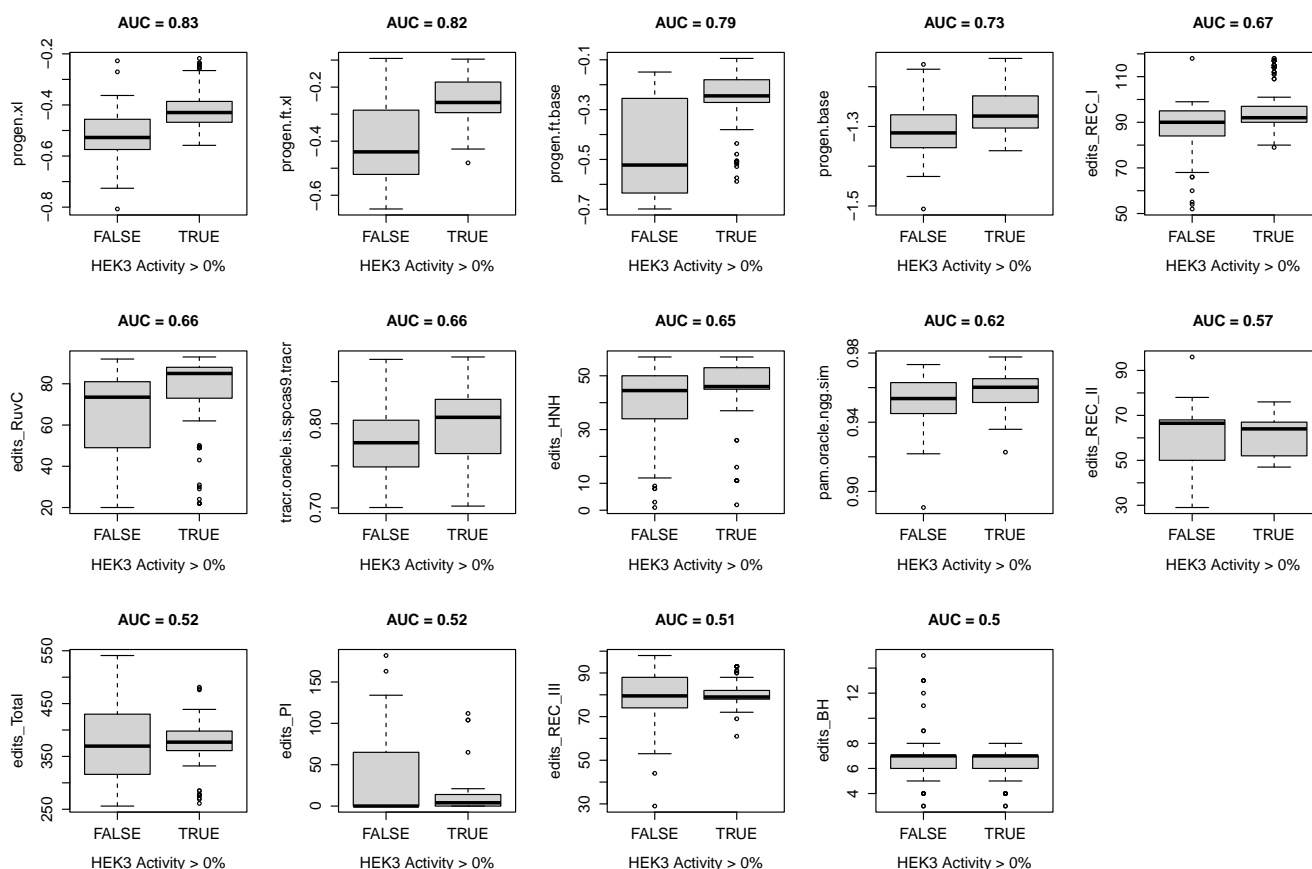 AUC = 0.83
progen.xl
−0.2
−0.4
−0.6
−0.8
FALSE TRUE
HEK3 Activity > 0%
AUC = 0.82
progen.ft.xl
−0.2
−0.4
−0.6
FALSE TRUE
HEK3 Activity > 0%
AUC = 0.79
progen.ft.base
−0.1
−0.3
−0.5
−0.7
FALSE TRUE
HEK3 Activity > 0%
AUC = 0.73
progen.base
−1.3
−1.5
FALSE TRUE
HEK3 Activity > 0%
AUC = 0.67
edits_REC_I
110
90
70
50
FALSE TRUE
HEK3 Activity > 0%
AUC = 0.66
edits_RuvC
80
60
40
20
FALSE TRUE
HEK3 Activity > 0%
AUC = 0.66
tracr.oracle.is.spcas9.tracr
0.80
0.70
FALSE TRUE
HEK3 Activity > 0%
AUC = 0.65
edits_HNH
50
30
10
0
FALSE TRUE
HEK3 Activity > 0%
AUC = 0.62
pam.oracle.ngg.sim
0.98
0.94
0.90
FALSE TRUE
HEK3 Activity > 0%
AUC = 0.57
edits_REC_II
90
70
50
30
FALSE TRUE
HEK3 Activity > 0%
AUC = 0.52
edits_Total
550
450
350
250
FALSE TRUE
HEK3 Activity > 0%
AUC = 0.52
edits_PI
150
100
50
0
FALSE TRUE
HEK3 Activity > 0%
AUC = 0.51
edits_REC_III
90
70
50
30
FALSE TRUE
HEK3 Activity > 0%
AUC = 0.5
edits_BH
12
8
6
4
FALSE TRUE
HEK3 Activity > 0%